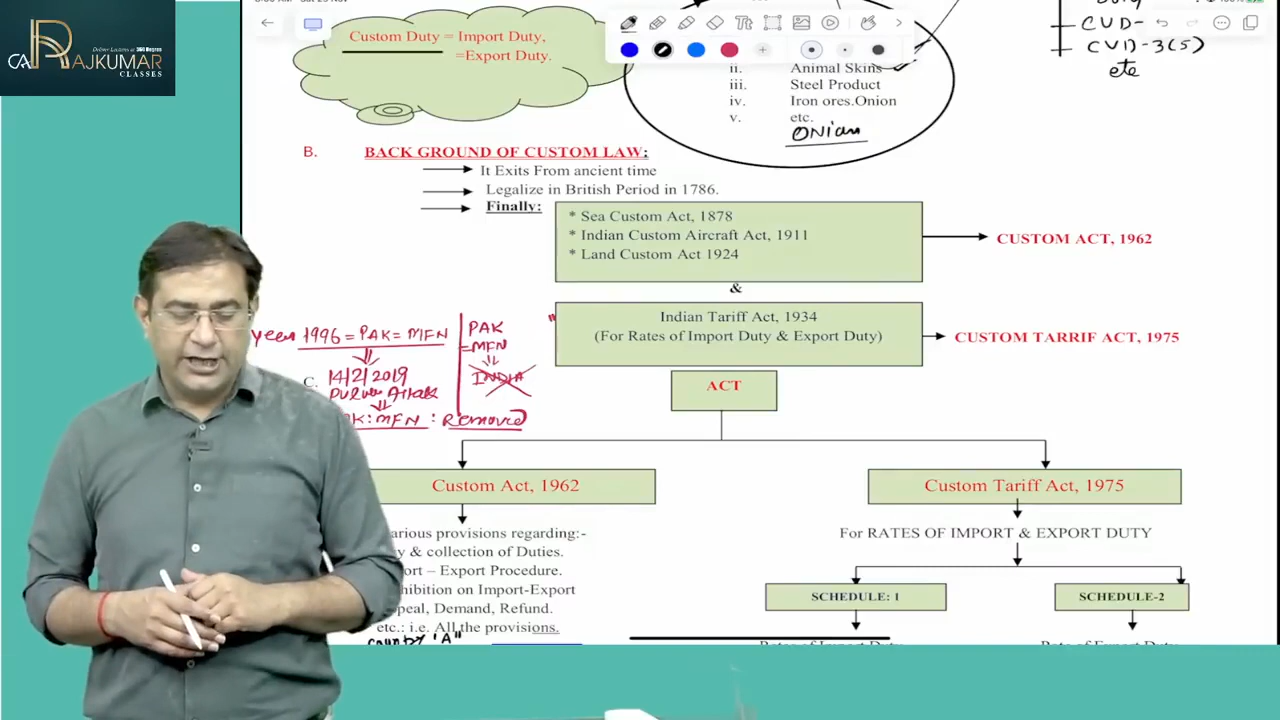 Deliver Lectures at 360 Degree
CA RAJKUMAR
CLASSES
Custom Duty = Import Duty,
=Export Duty.
CVD-
CVD-3(5)
etc
ii. Animal Skins
iii. Steel Product
iv. Iron ores.Onion
v. etc.
Onion
B. BACK GROUND OF CUSTOM LAW:
It Exits From ancient time
Legalize in British Period in 1786.
Finally:
* Sea Custom Act, 1878
* Indian Custom Aircraft Act, 1911
* Land Custom Act 1924
CUSTOM ACT, 1962
&
Indian Tariff Act, 1934
(For Rates of Import Duty & Export Duty)
CUSTOM TARRIF ACT, 1975
year 1996 = PAK = MFN
14/2/2019
Attack
: MFN : Removed
PAK
=MFN
INDIA
C.
ACT
Custom Act, 1962
Custom Tariff Act, 1975
arious provisions regarding:-
y & collection of Duties.
ort – Export Procedure.
hibition on Import-Export
peal, Demand, Refund.
etc.: i.e. All the provisions.
country "A"
For RATES OF IMPORT & EXPORT DUTY
SCHEDULE: 1
SCHEDULE-2